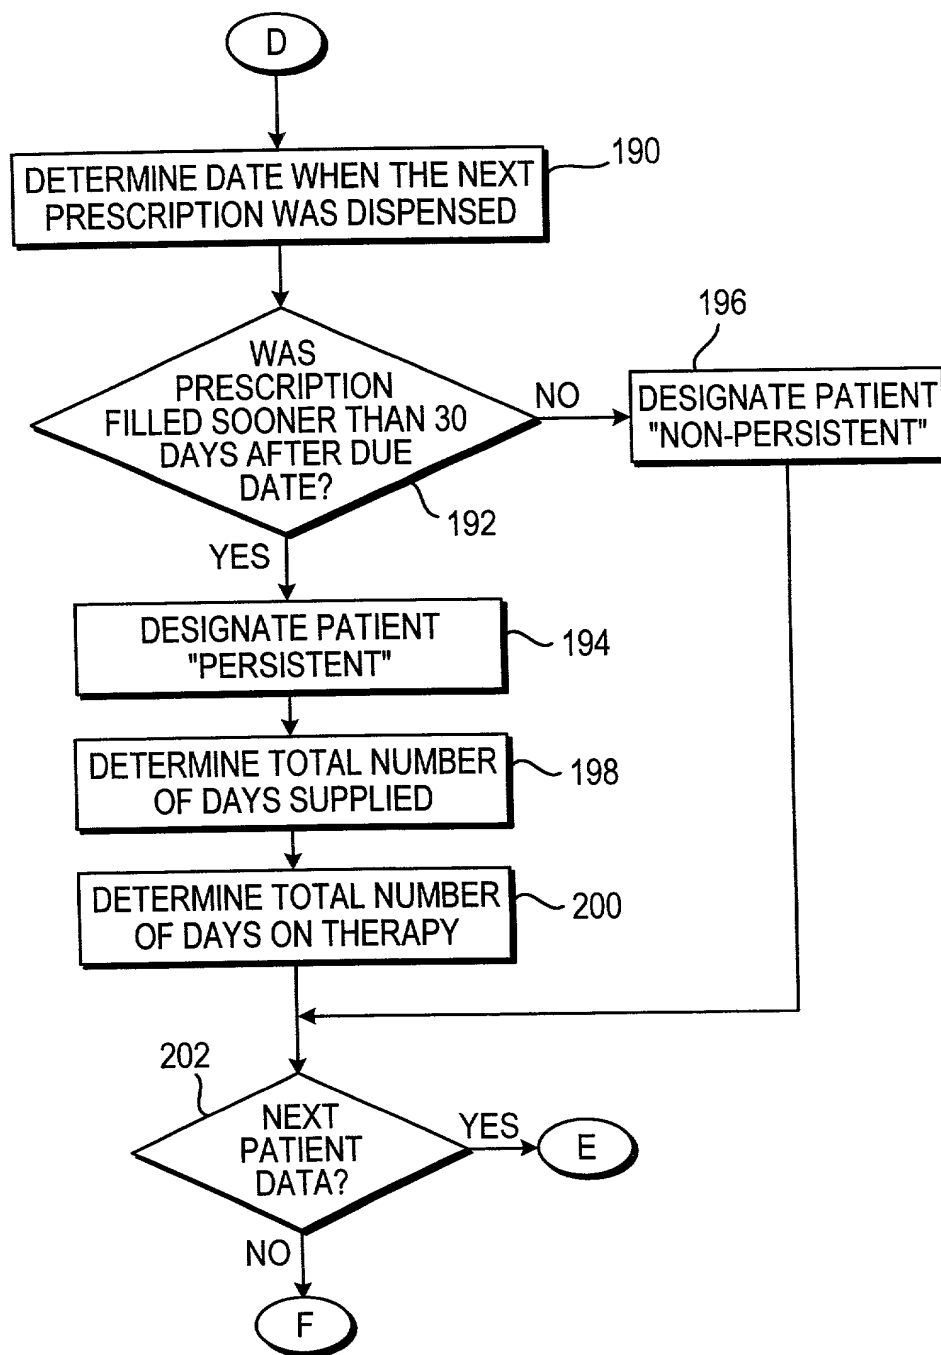 D
190
DETERMINE DATE WHEN THE NEXT
PRESCRIPTION WAS DISPENSED
196
WAS
PRESCRIPTION
FILLED SOONER THAN 30
DAYS AFTER DUE
DATE?
NO
DESIGNATE PATIENT
"NON-PERSISTENT"
192
YES
DESIGNATE PATIENT
"PERSISTENT"
194
DETERMINE TOTAL NUMBER
OF DAYS SUPPLIED
198
DETERMINE TOTAL NUMBER
OF DAYS ON THERAPY
200
202
NEXT
PATIENT
DATA?
YES
E
NO
F